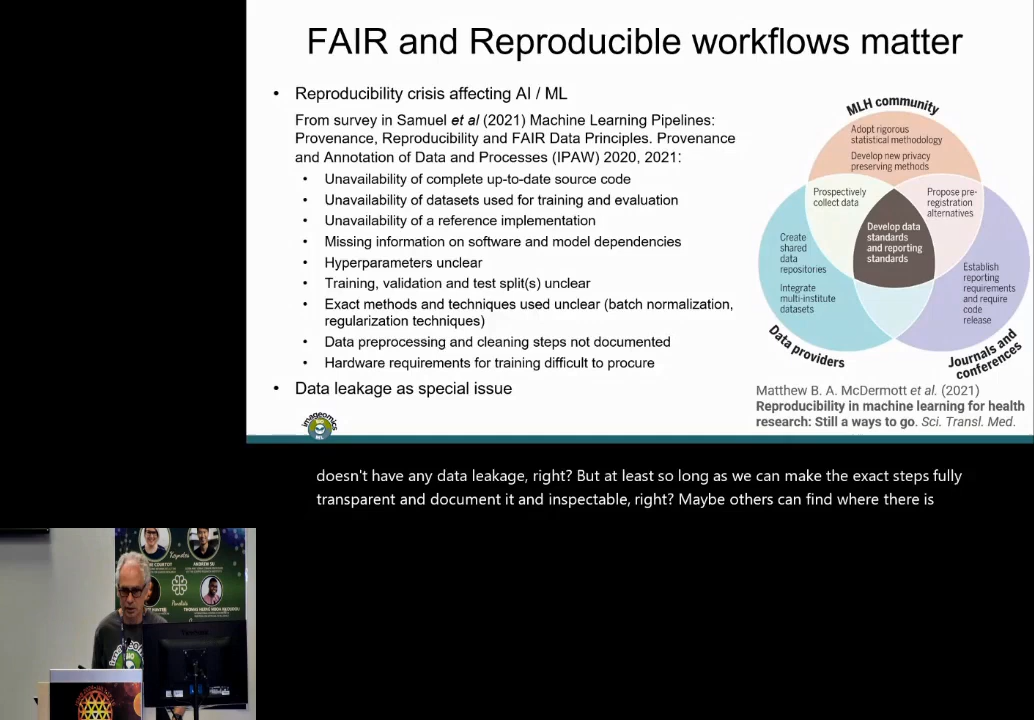 FAIR and Reproducible workflows matter
• Reproducibility crisis affecting AI / ML
From survey in Samuel et al (2021) Machine Learning Pipelines:
Provenance, Reproducibility and FAIR Data Principles. Provenance
and Annotation of Data and Processes (IPAW) 2020, 2021:
• Unavailability of complete up-to-date source code
• Unavailability of datasets used for training and evaluation
• Unavailability of a reference implementation
• Missing information on software and model dependencies
• Hyperparameters unclear
• Training, validation and test split(s) unclear
• Exact methods and techniques used unclear (batch normalization,
regularization techniques)
• Data preprocessing and cleaning steps not documented
• Hardware requirements for training difficult to procure
• Data leakage as special issue
MLH community
Adopt rigorous
statistical methodology
Develop new privacy
preserving methods
Prospectively
collect data
Propose pre-
registration
alternatives
Develop data
standards
and reporting
standards
Create
shared
data
repositories
Integrate
multi-institute
datasets
Establish
reporting
requirements
and require
code
release
Data providers
Journals and
conferences
Matthew B. A. McDermott et al. (2021)
Reproducibility in machine learning for health
research: Still a ways to go. Sci. Transl. Med.
imageomics
doesn't have any data leakage, right? But at least so long as we can make the exact steps fully
transparent and document it and inspectable, right? Maybe others can find where there is
Keynotes
ANDREW SU
HUNTER